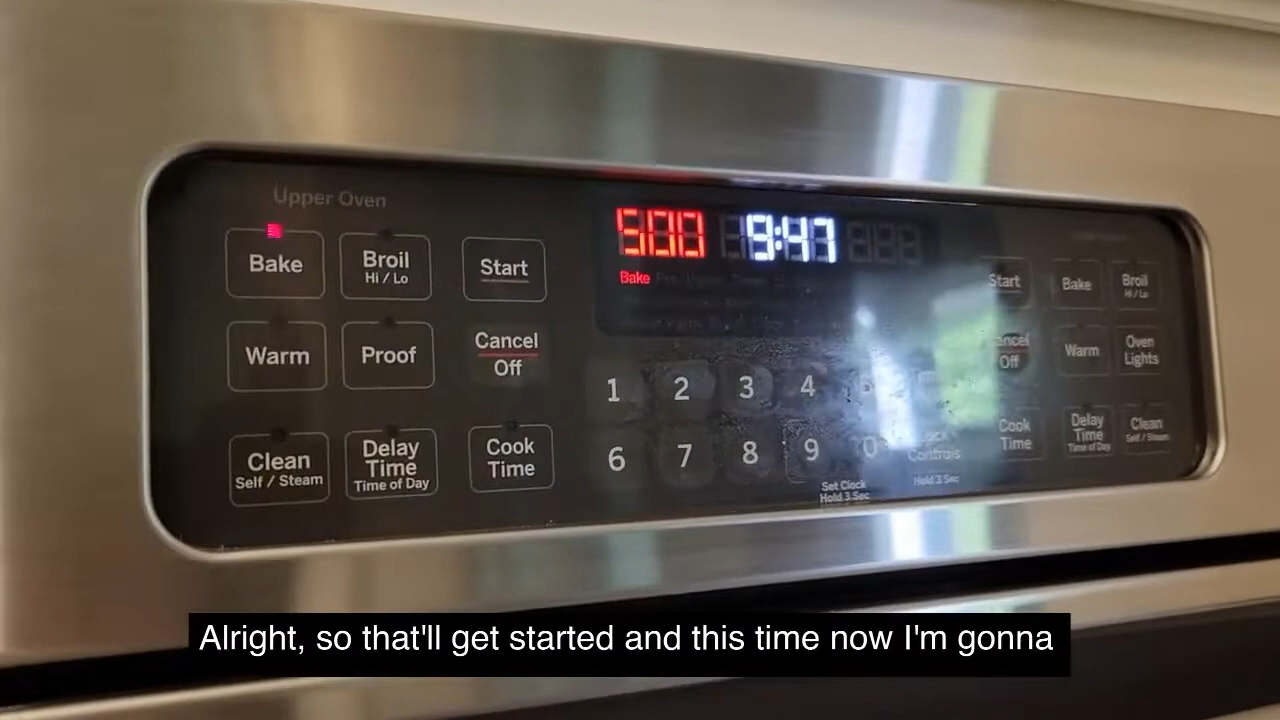 Upper Oven
500 9:47
Bake
Bake
Broil
Hi / Lo
Start
Warm
Proof
Cancel
Off
Clean
Self / Steam
Delay
Time
Time of Day
Cook
Time
1 2 3 4
6 7 8 9 0
Set Clock
Hold 3 Sec
Controls
Hold 3 Sec
Start
Bake
Broil
Hi / Lo
Off
Warm
Oven
Lights
Cook
Time
Delay
Time
Time of Day
Clean
Self / Steam
Alright, so that'll get started and this time now I'm gonna